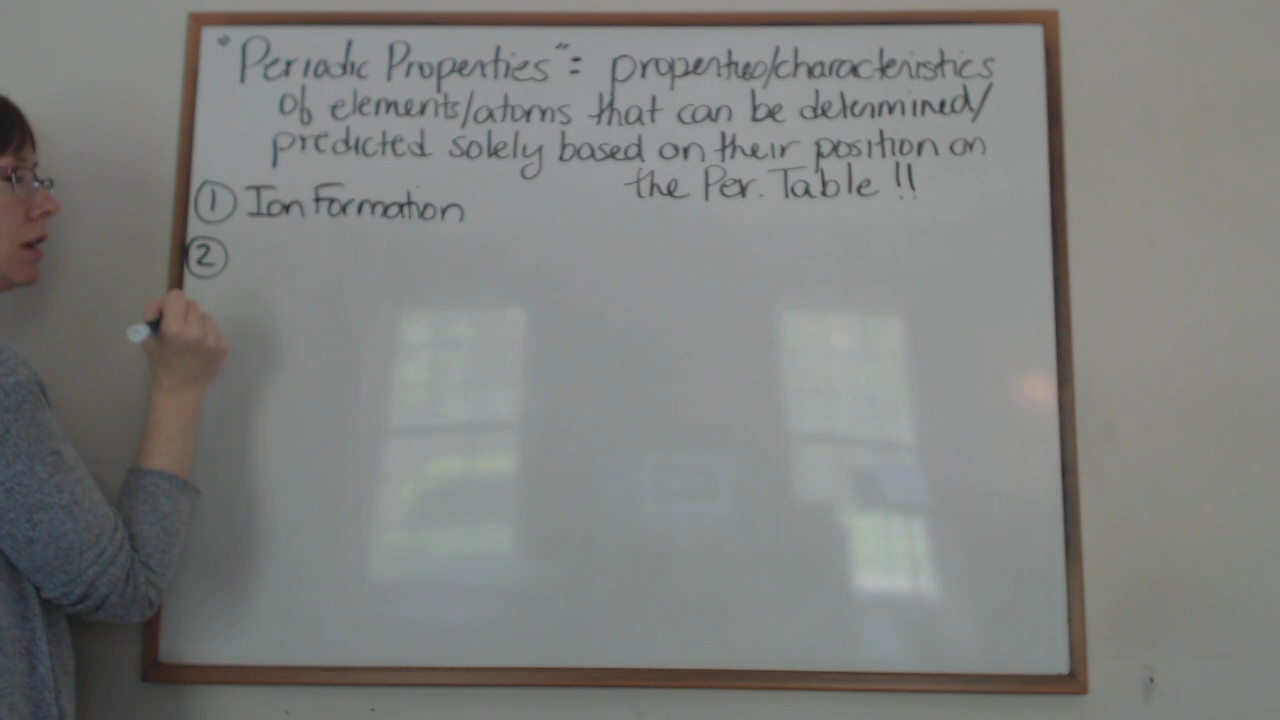 "Periodic Properties" = properties/characteristics
of elements/atoms that can be determined/
predicted solely based on their position on
the Per. Table !!
① Ion Formation
②